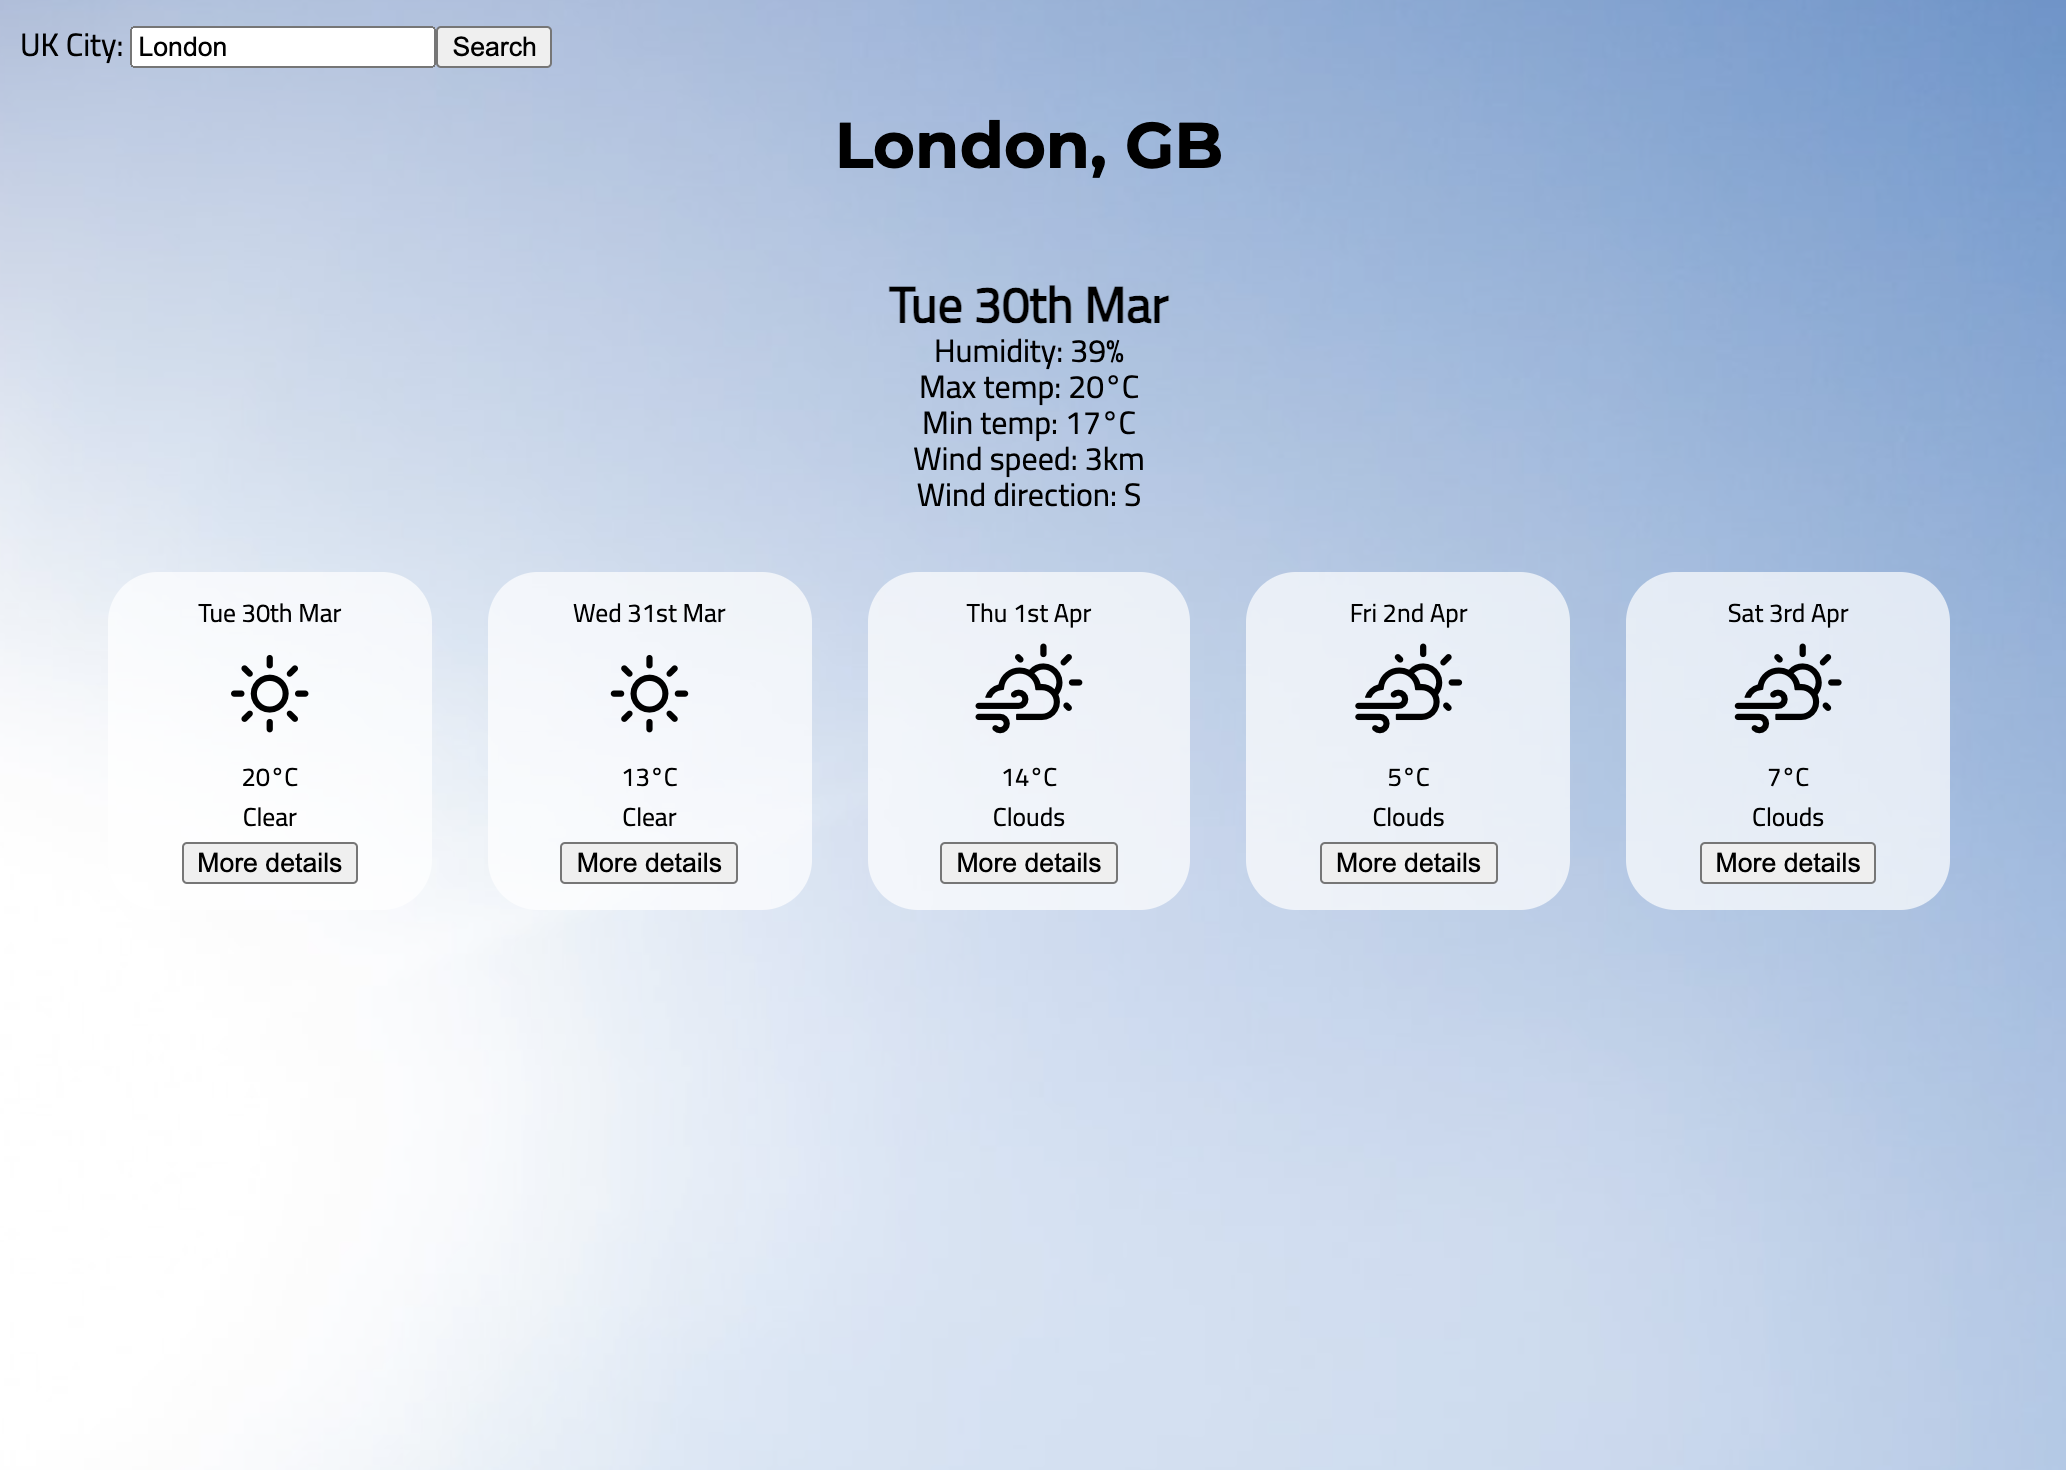 UK City: London Search
London, GB
Tue 30th Mar
Humidity: 39%
Max temp: 20°C
Min temp: 17°C
Wind speed: 3km
Wind direction: S
Tue 30th Mar
20°C
Clear
More details
Wed 31st Mar
13°C
Clear
More details
Thu 1st Apr
14°C
Clouds
More details
Fri 2nd Apr
5°C
Clouds
More details
Sat 3rd Apr
7°C
Clouds
More details